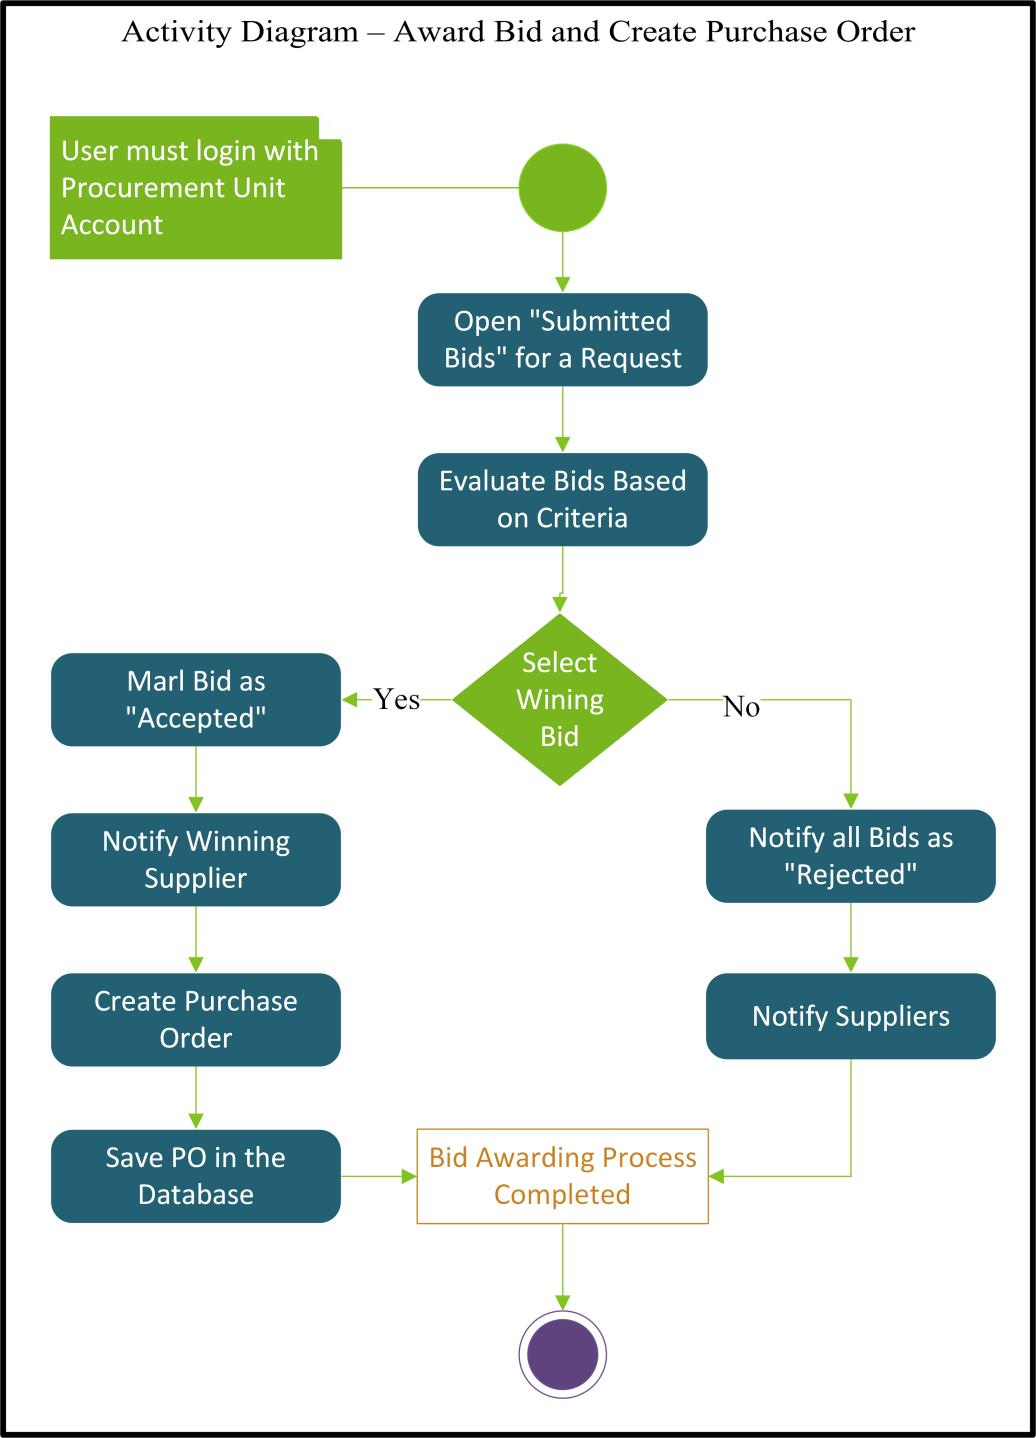 Activity Diagram – Award Bid and Create Purchase Order
User must login with
Procurement Unit
Account
Open "Submitted
Bids" for a Request
Evaluate Bids Based
on Criteria
Select
Wining
Bid
Yes
No
Marl Bid as
"Accepted"
Notify Winning
Supplier
Create Purchase
Order
Save PO in the
Database
Notify all Bids as
"Rejected"
Notify Suppliers
Bid Awarding Process
Completed